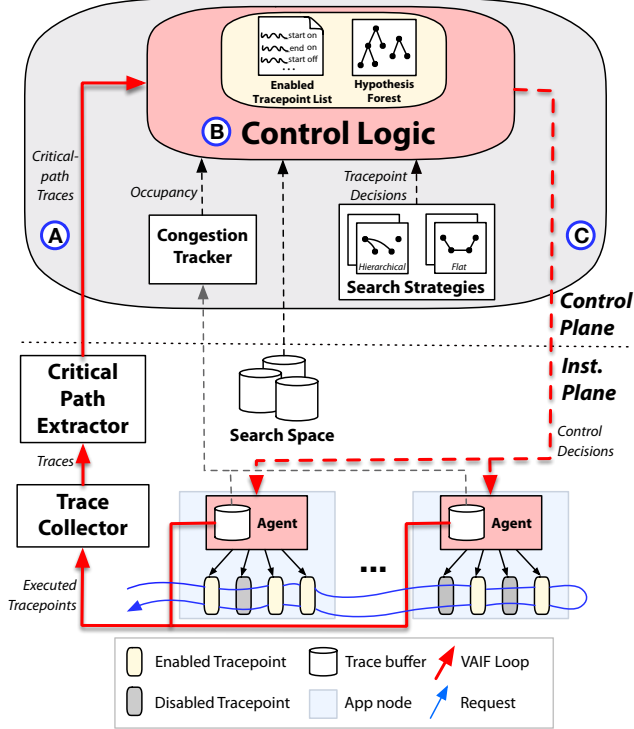 start on
end on
start off
...
Enabled
Tracepoint List
Hypothesis
Forest
B
Control Logic
Critical-
path
Traces
Occupancy
Tracepoint
Decisions
A
C
Congestion
Tracker
Hierarchical
Flat
Search Strategies
Control
Plane
Inst.
Plane
Critical
Path
Extractor
Search Space
Control
Decisions
Traces
Trace
Collector
Agent
Agent
...
Executed
Tracepoints
Enabled Tracepoint
Trace buffer
VAIF Loop
Disabled Tracepoint
App node
Request